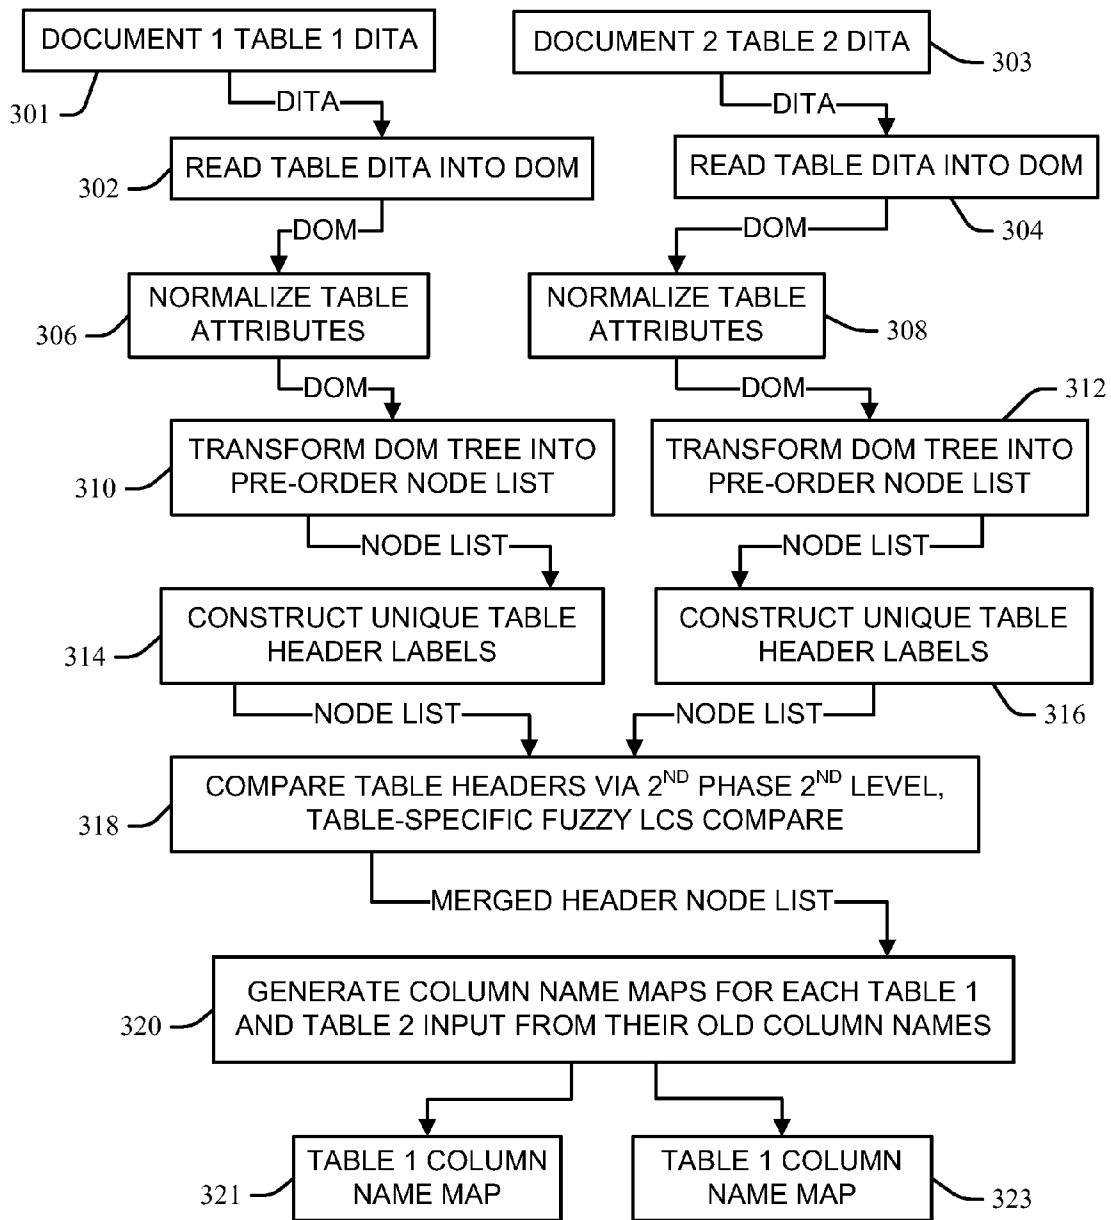 DOCUMENT 1 TABLE 1 DITA
DOCUMENT 2 TABLE 2 DITA
303
301
DITA
DITA
302
READ TABLE DITA INTO DOM
READ TABLE DITA INTO DOM
304
DOM
DOM
306
NORMALIZE TABLE
ATTRIBUTES
NORMALIZE TABLE
ATTRIBUTES
308
DOM
DOM
312
310
TRANSFORM DOM TREE INTO
PRE-ORDER NODE LIST
TRANSFORM DOM TREE INTO
PRE-ORDER NODE LIST
NODE LIST
NODE LIST
314
CONSTRUCT UNIQUE TABLE
HEADER LABELS
CONSTRUCT UNIQUE TABLE
HEADER LABELS
316
NODE LIST
NODE LIST
318
COMPARE TABLE HEADERS VIA 2ND PHASE 2ND LEVEL,
TABLE-SPECIFIC FUZZY LCS COMPARE
MERGED HEADER NODE LIST
320
GENERATE COLUMN NAME MAPS FOR EACH TABLE 1
AND TABLE 2 INPUT FROM THEIR OLD COLUMN NAMES
321
TABLE 1 COLUMN
NAME MAP
TABLE 1 COLUMN
NAME MAP
323